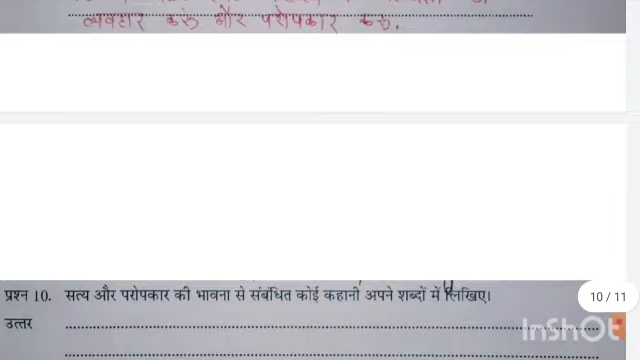 व्यवहार करूं और परोपकार करू.
प्रश्न 10. सत्य और परोपकार की भावना से संबंधित कोई कहानी अपने शब्दों में लिखिए।
10 / 11
उत्तर
InShOt